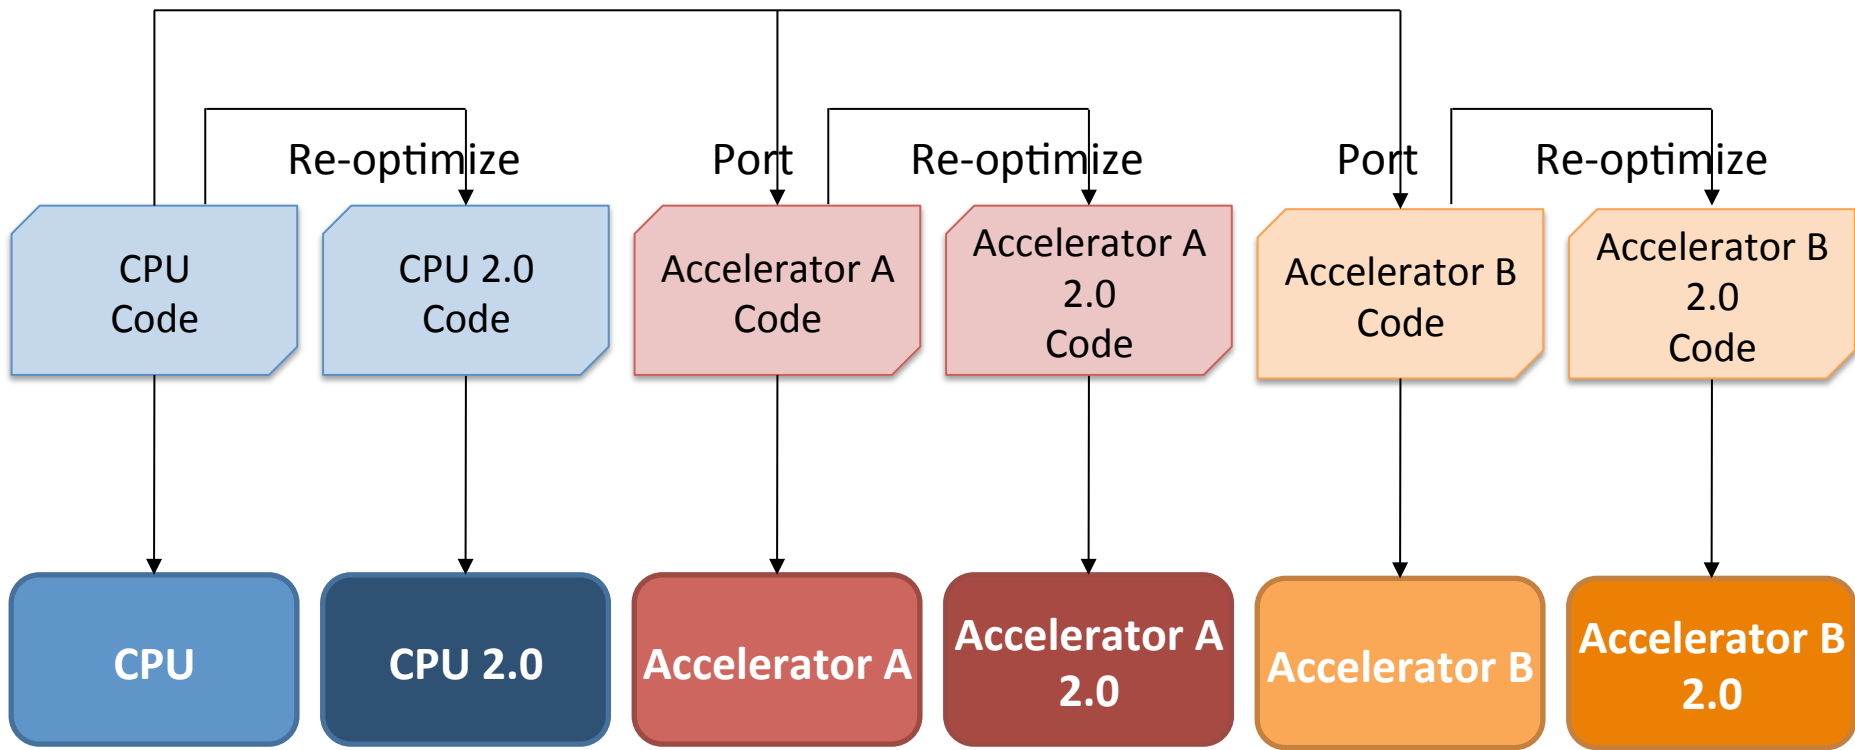 Re-optimize
Port
Re-optimize
Port
Re-optimize
CPU
Code
CPU 2.0
Code
Accelerator A
Code
Accelerator A
2.0
Code
Accelerator B
Code
Accelerator B
2.0
Code
CPU
CPU 2.0
Accelerator A
Accelerator A
2.0
Accelerator B
Accelerator B
2.0